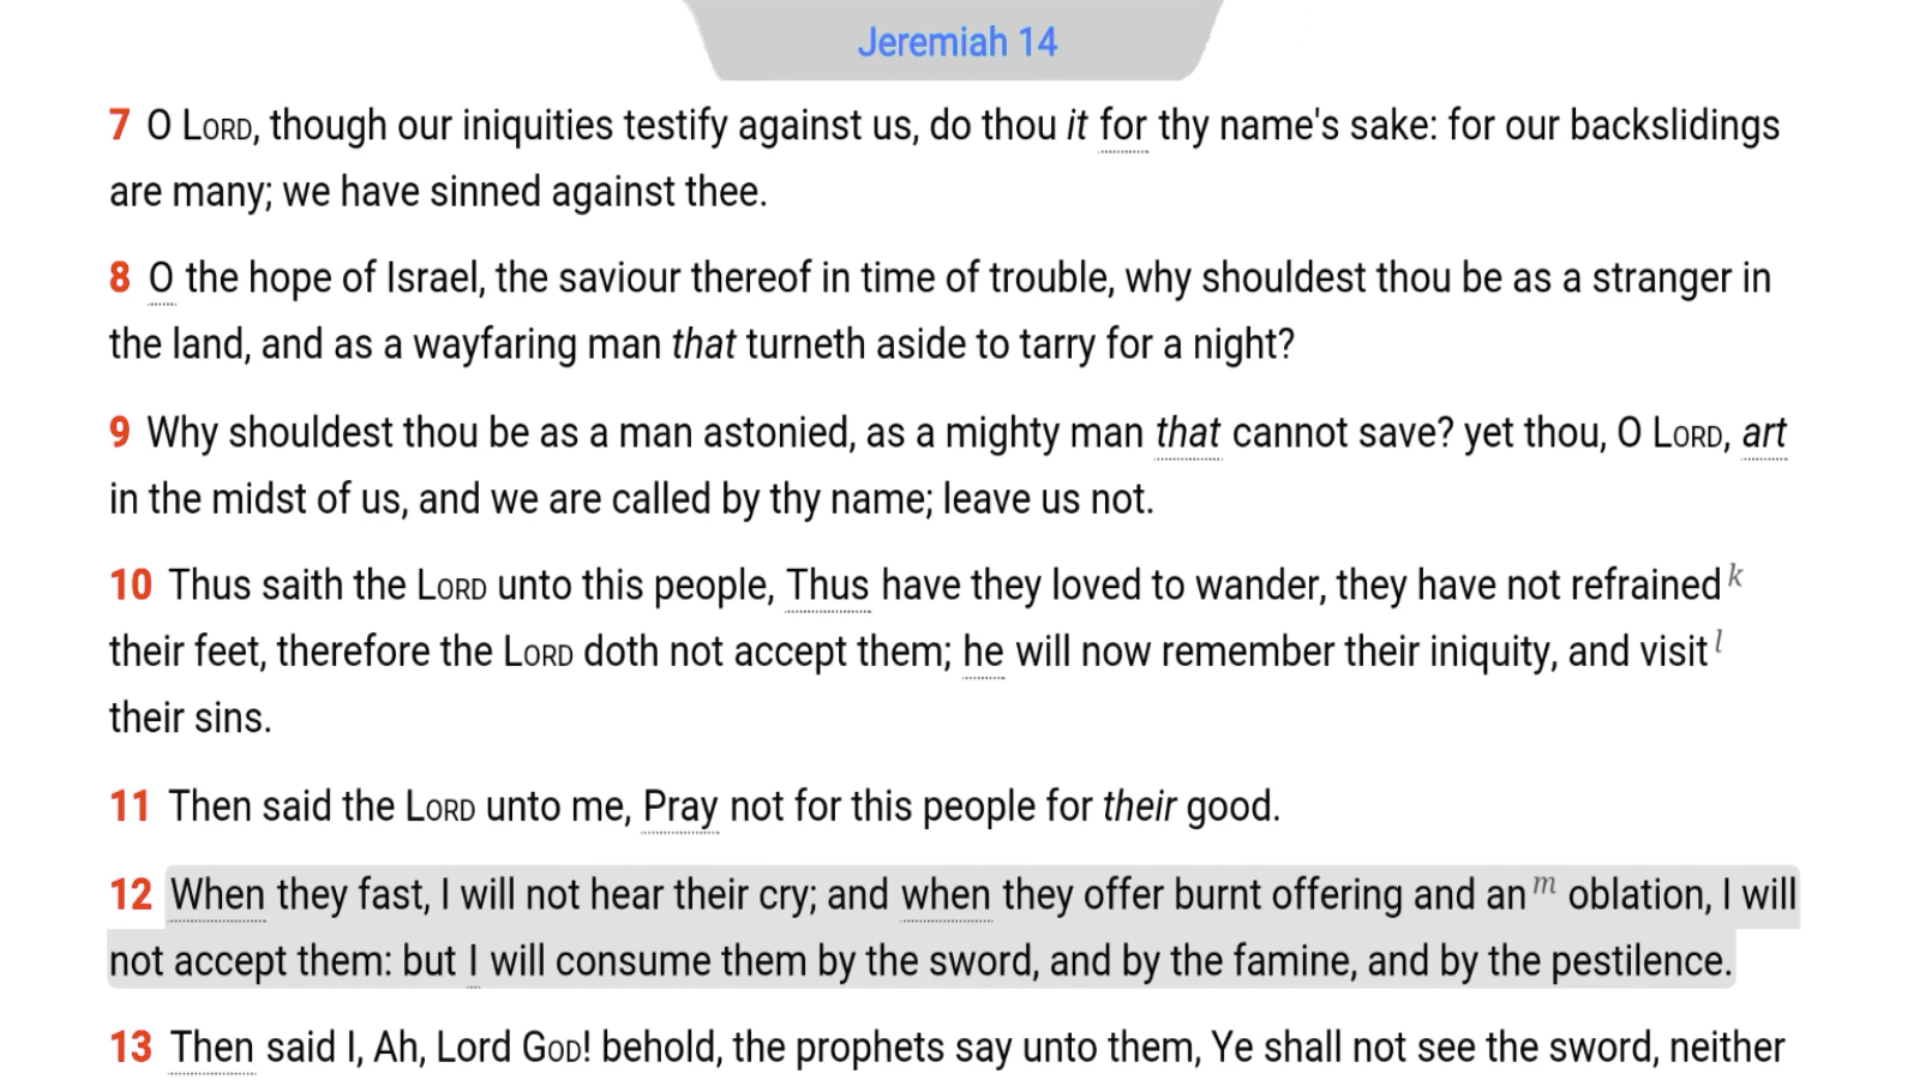 Jeremiah 14
7 O LORD, though our iniquities testify against us, do thou it for thy name's sake: for our backslidings
are many; we have sinned against thee.
8 O the hope of Israel, the saviour thereof in time of trouble, why shouldest thou be as a stranger in
the land, and as a wayfaring man that turneth aside to tarry for a night?
9 Why shouldest thou be as a man astonied, as a mighty man that cannot save? yet thou, O LORD, art
in the midst of us, and we are called by thy name; leave us not.
10 Thus saith the LORD unto this people, Thus have they loved to wander, they have not refrained k
their feet, therefore the LORD doth not accept them; he will now remember their iniquity, and visit l
their sins.
11 Then said the LORD unto me, Pray not for this people for their good.
12 When they fast, I will not hear their cry; and when they offer burnt offering and an m oblation, I will
not accept them: but I will consume them by the sword, and by the famine, and by the pestilence.
13 Then said I, Ah, Lord GOD! behold, the prophets say unto them, Ye shall not see the sword, neither